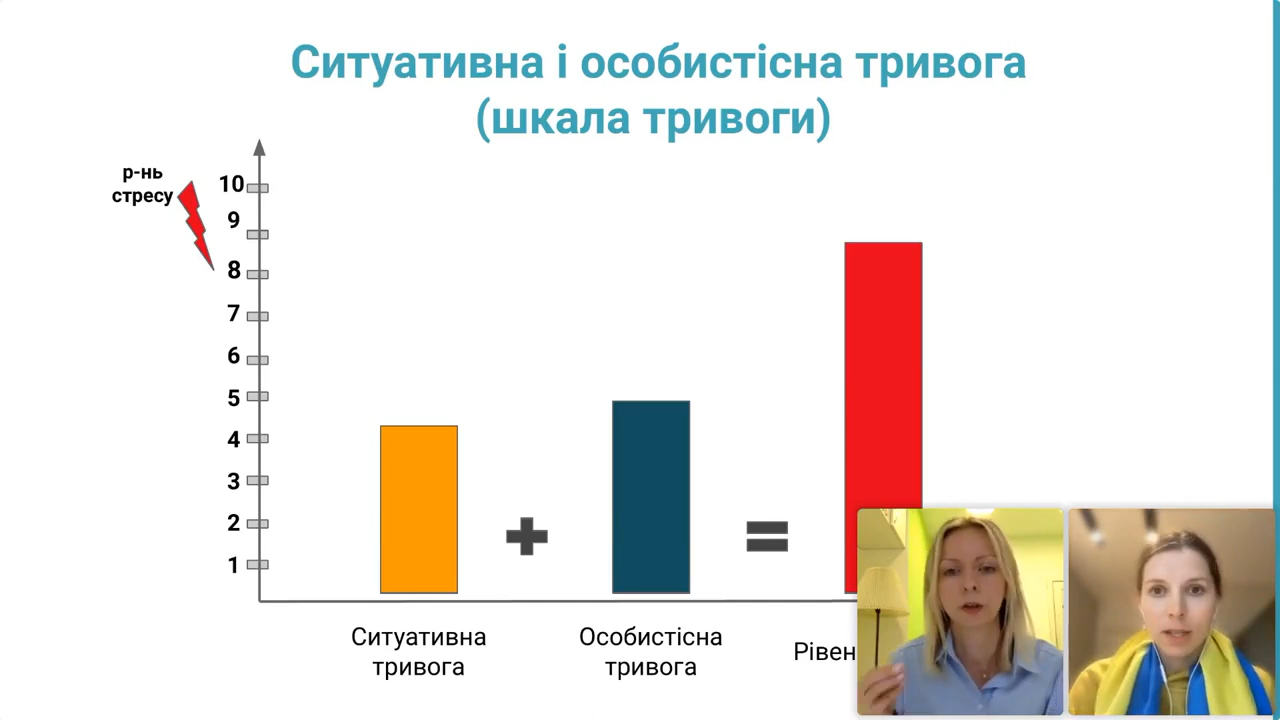 Ситуативна і особистісна тривога
(шкала тривоги)
р-нь
стресу
10
9
8
7
6
5
4
3
2
1
Ситуативна
тривога
Особистісна
тривога